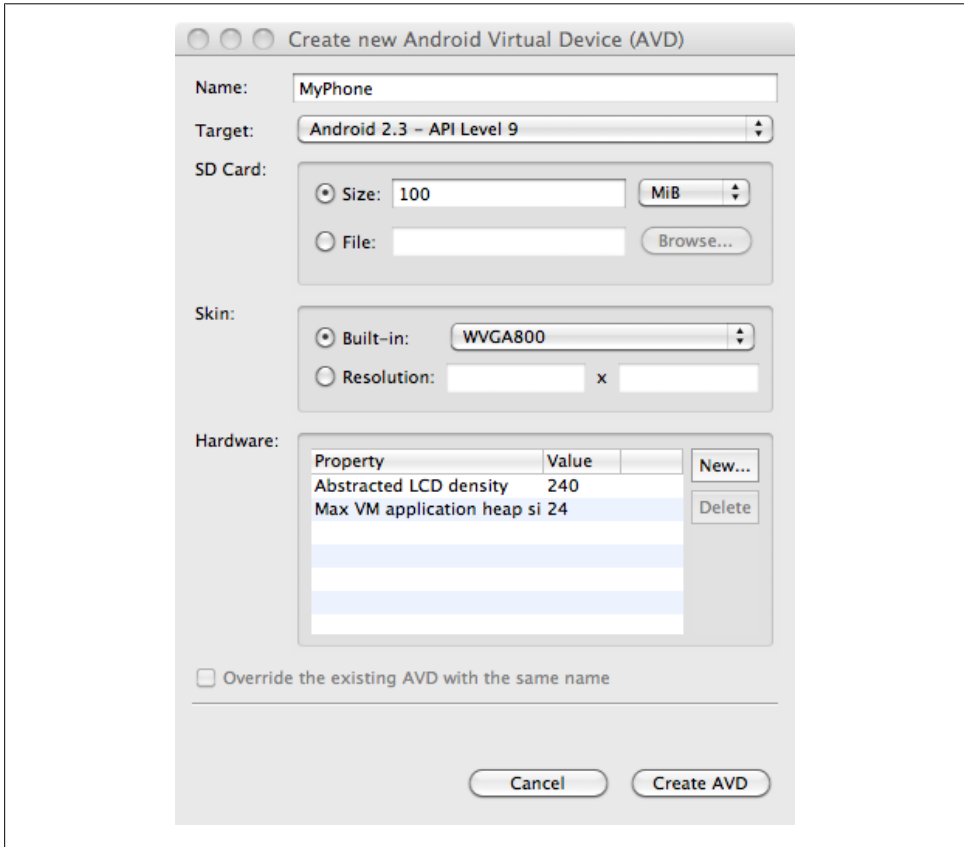 Create new Android Virtual Device (AVD)
Name: MyPhone
Target: Android 2.3 – API Level 9
SD Card:
Size: 100 MiB
File: Browse...
Skin:
Built-in: WVGA800
Resolution: x
Hardware:
Property Value New...
Abstracted LCD density 240
Max VM application heap si 24 Delete
Override the existing AVD with the same name
Cancel Create AVD